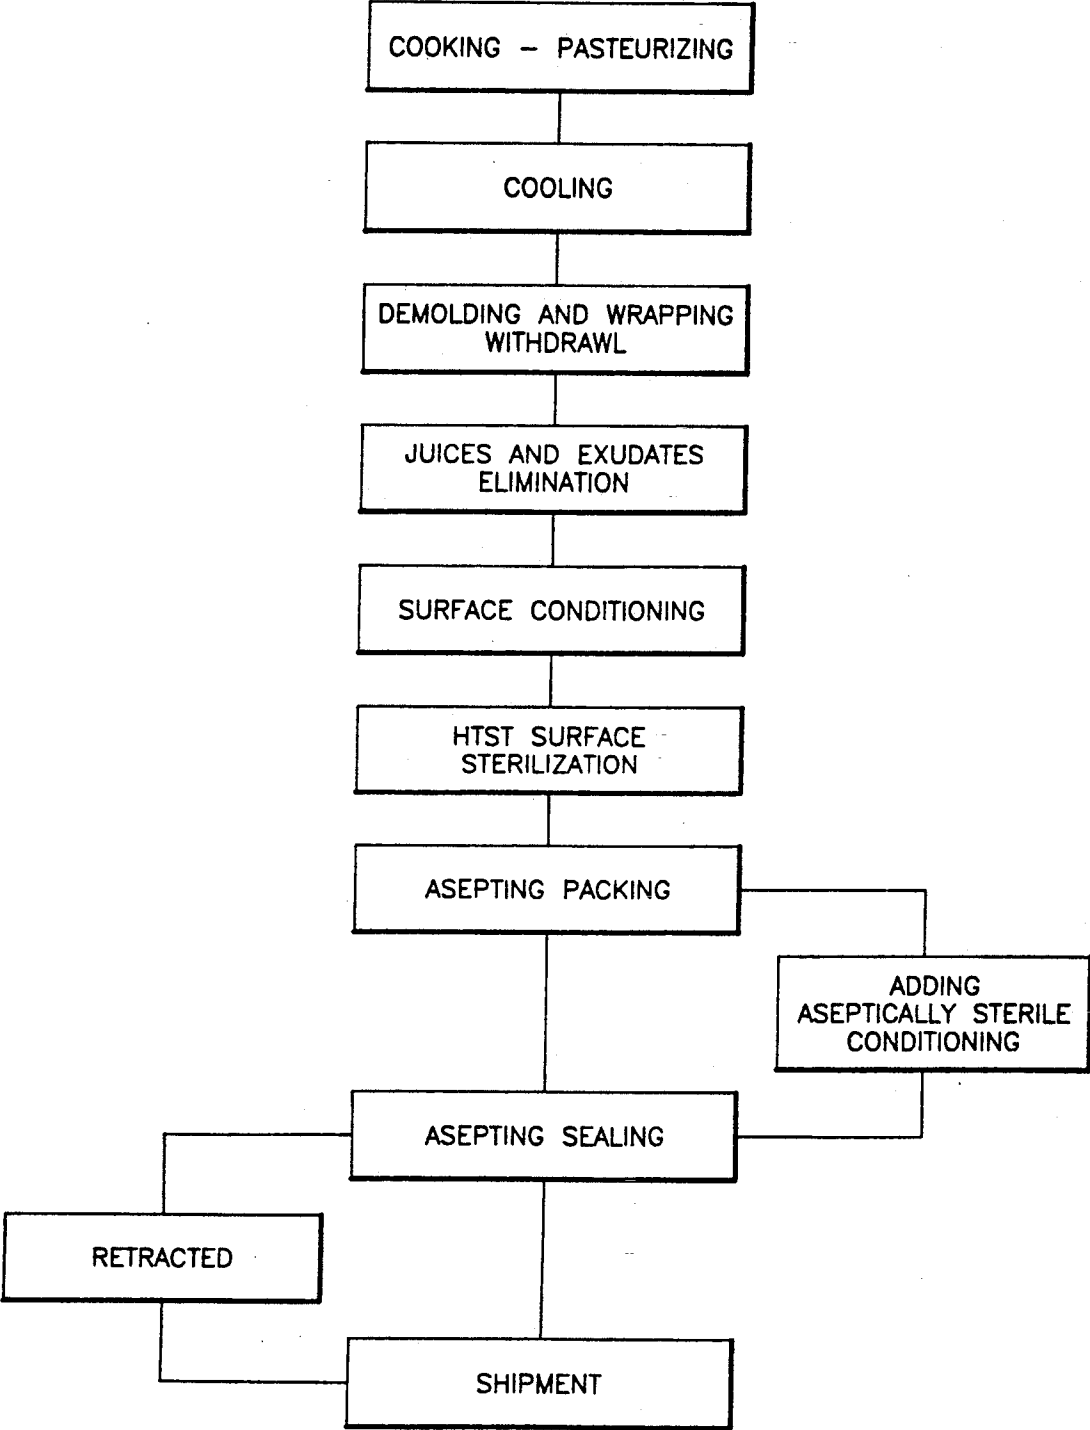 COOKING – PASTEURIZING
COOLING
DEMOLDING AND WRAPPING
WITHDRAWL
JUICES AND EXUDATES
ELIMINATION
SURFACE CONDITIONING
HTST SURFACE
STERILIZATION
ASEPTING PACKING
ADDING
ASEPTICALLY STERILE
CONDITIONING
ASEPTING SEALING
RETRACTED
SHIPMENT